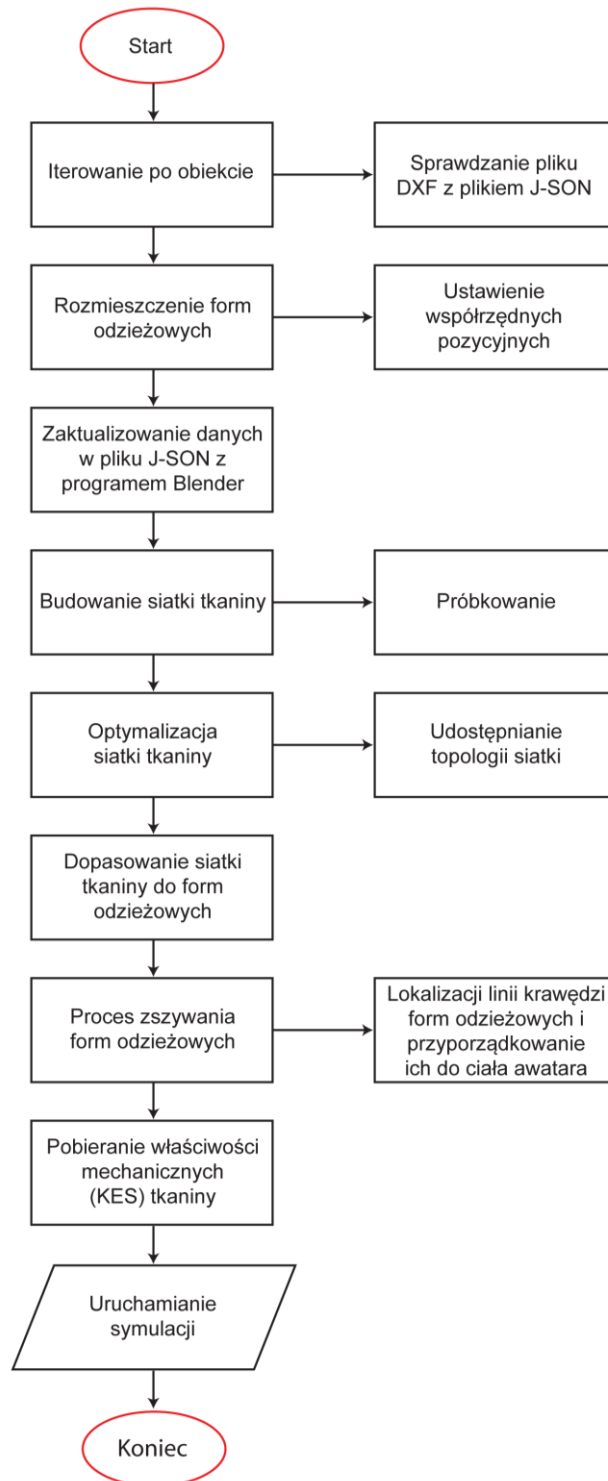 Start
Iterowanie po obiekcie
Sprawdzanie pliku
DXF z plikiem J-SON
Rozmieszczenie form
odzieżowych
Ustawienie
współrzędnych
pozycyjnych
Zaktualizowanie danych
w pliku J-SON z
programem Blender
Budowanie siatki tkaniny
Próbkowanie
Optymalizacja
siatki tkaniny
Udostępnianie
topologii siatki
Dopasowanie siatki
tkaniny do form
odzieżowych
Proces zszywania
form odzieżowych
Lokalizacji linii krawędzi
form odzieżowych i
przyporządkowanie
ich do ciała awatara
Pobieranie właściwości
mechanicznych
(KES) tkaniny
Uruchamianie
symulacji
Koniec